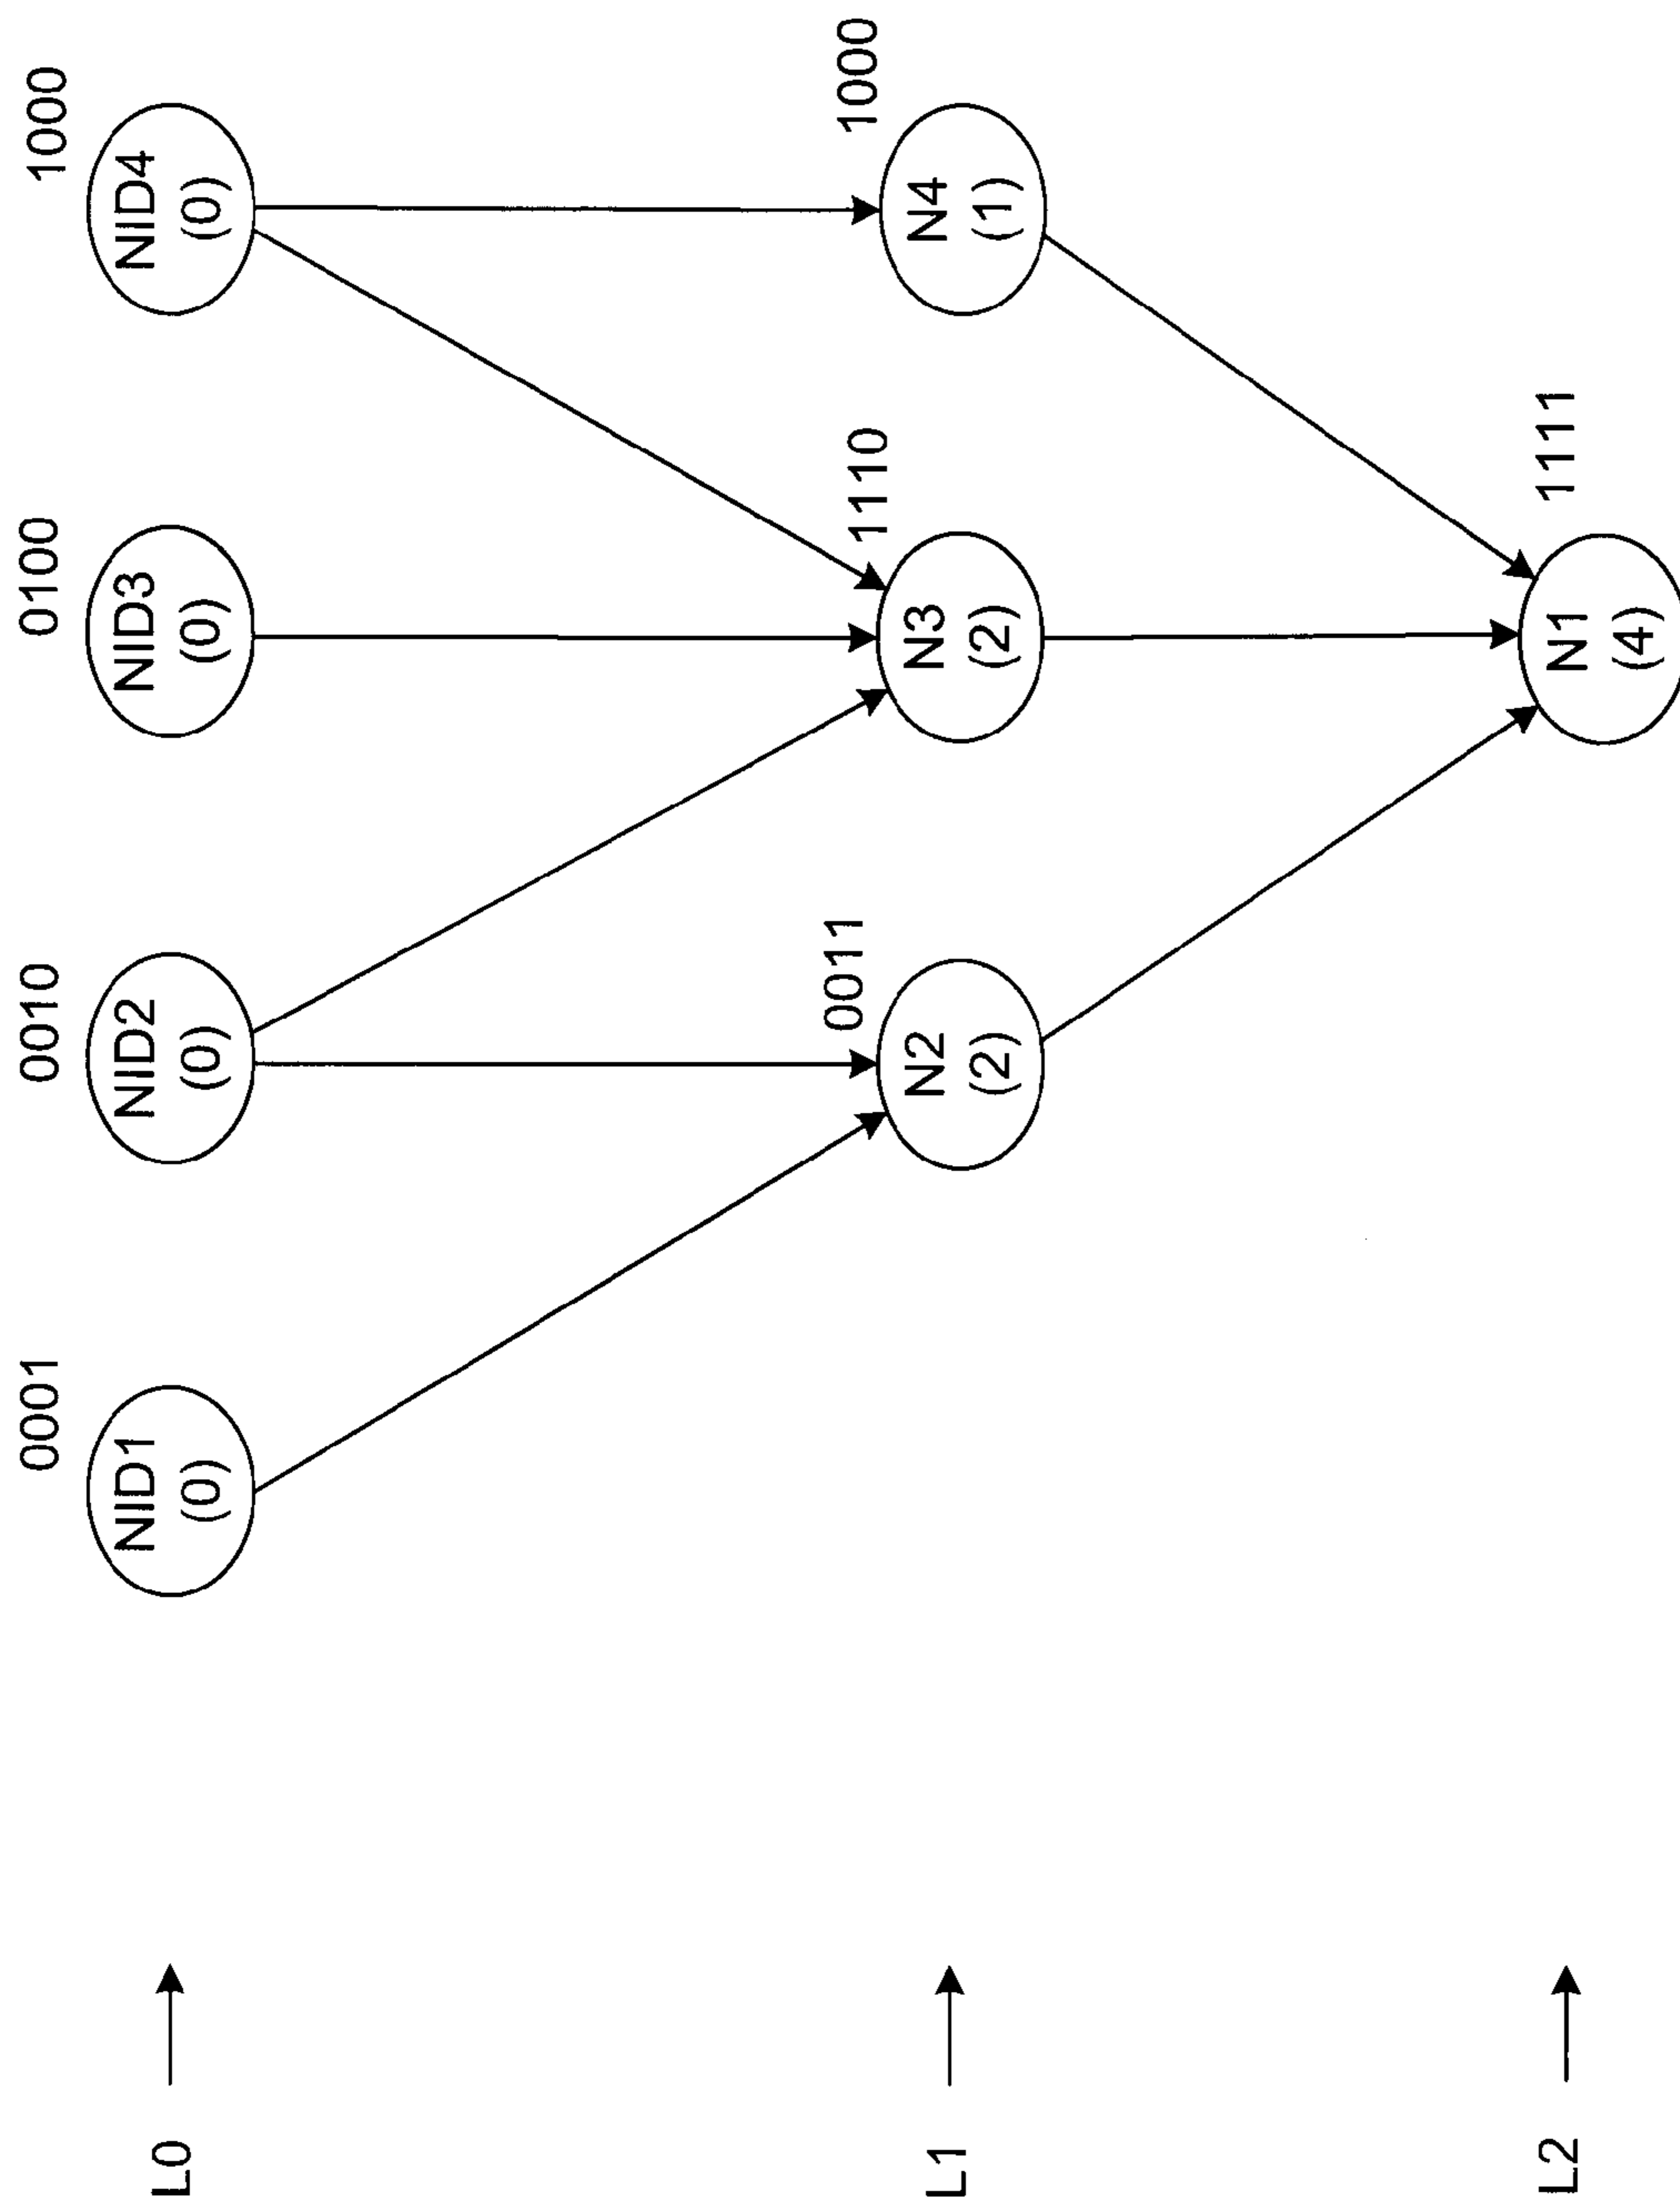 0001
0010
0100
1000
L0
NID1
(0)
NID2
(0)
NID3
(0)
NID4
(0)
0011
1110
1000
L1
N2
(2)
N3
(2)
N4
(1)
1111
L2
N1
(4)